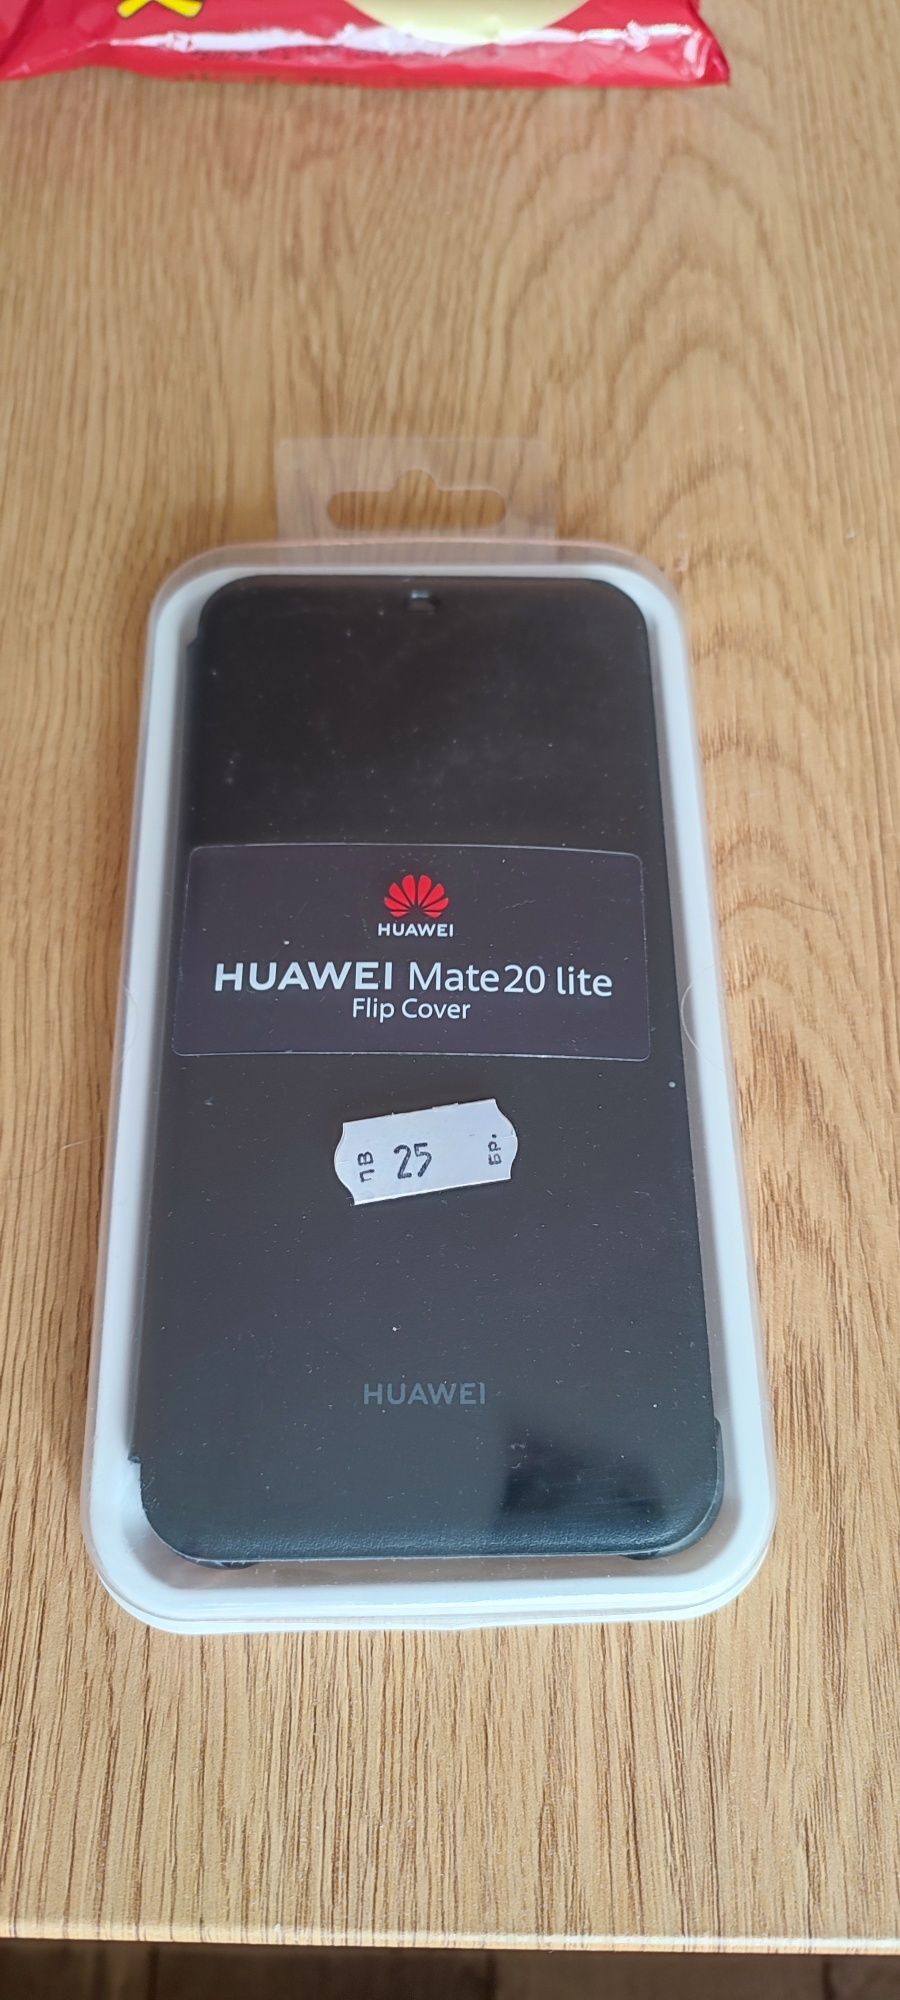 HUAWEI
HUAWEI Mate 20 lite
Flip Cover
ЛВ 25 БР.
HUAWEI